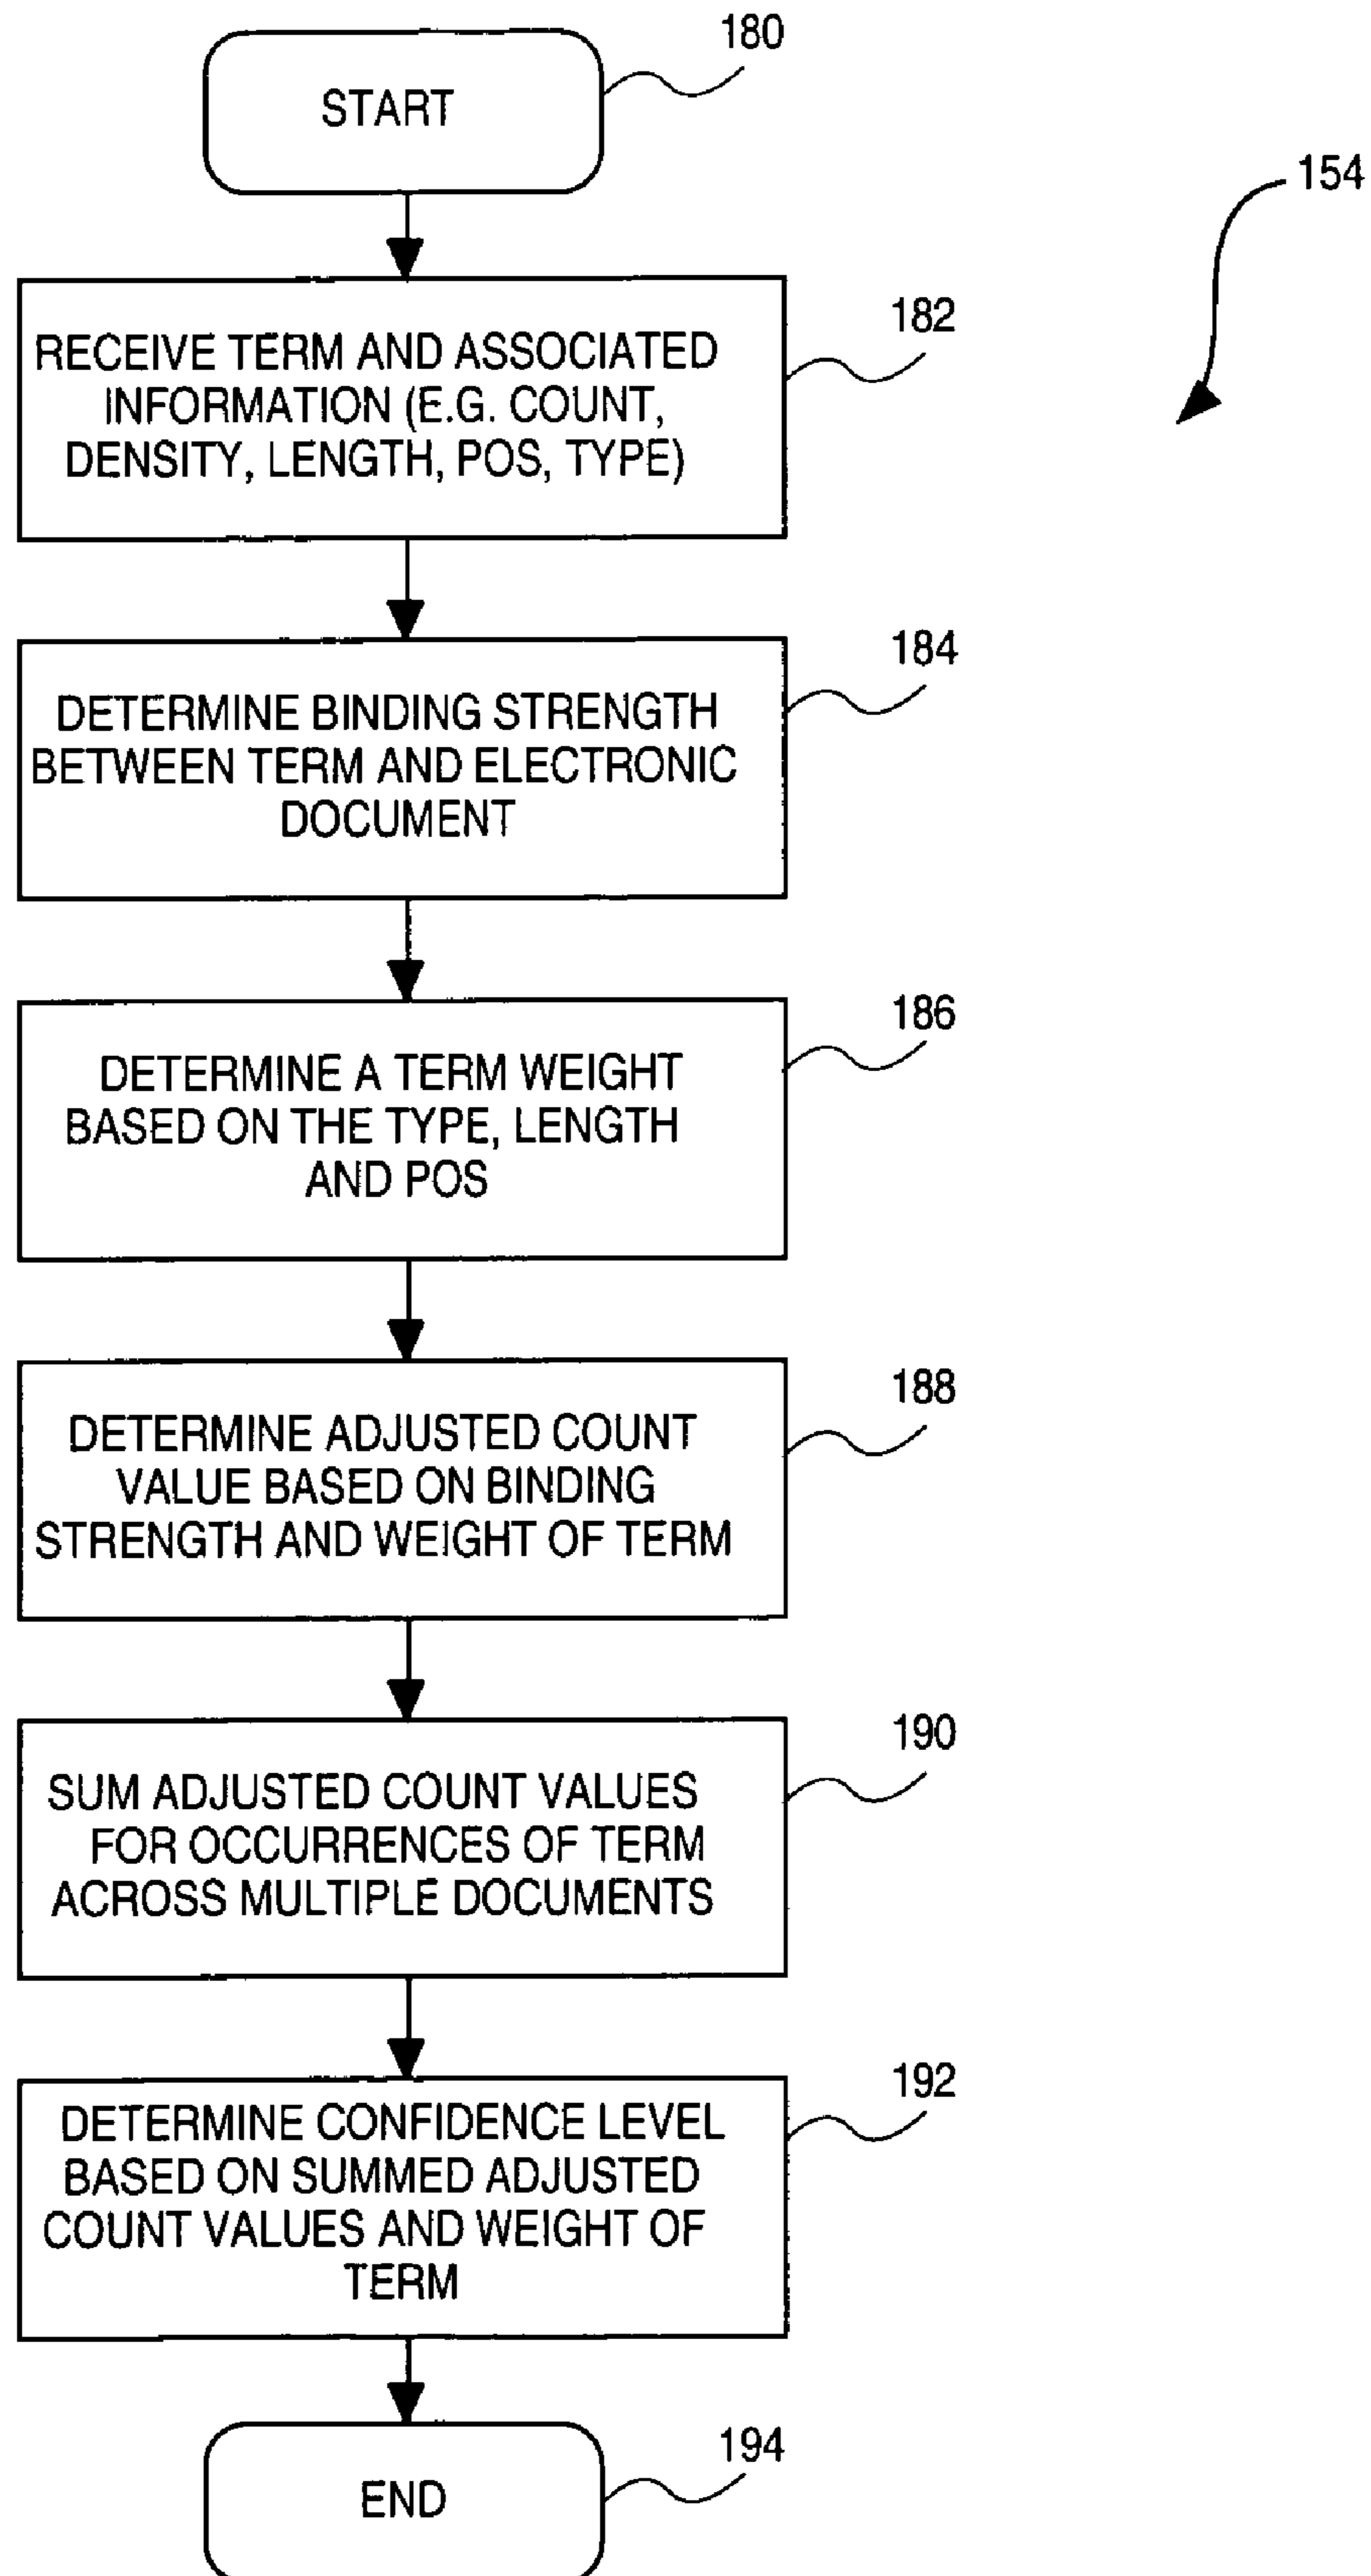 180
START
154
182
RECEIVE TERM AND ASSOCIATED
INFORMATION (E.G. COUNT,
DENSITY, LENGTH, POS, TYPE)
184
DETERMINE BINDING STRENGTH
BETWEEN TERM AND ELECTRONIC
DOCUMENT
186
DETERMINE A TERM WEIGHT
BASED ON THE TYPE, LENGTH
AND POS
188
DETERMINE ADJUSTED COUNT
VALUE BASED ON BINDING
STRENGTH AND WEIGHT OF TERM
190
SUM ADJUSTED COUNT VALUES
FOR OCCURRENCES OF TERM
ACROSS MULTIPLE DOCUMENTS
192
DETERMINE CONFIDENCE LEVEL
BASED ON SUMMED ADJUSTED
COUNT VALUES AND WEIGHT OF
TERM
194
END